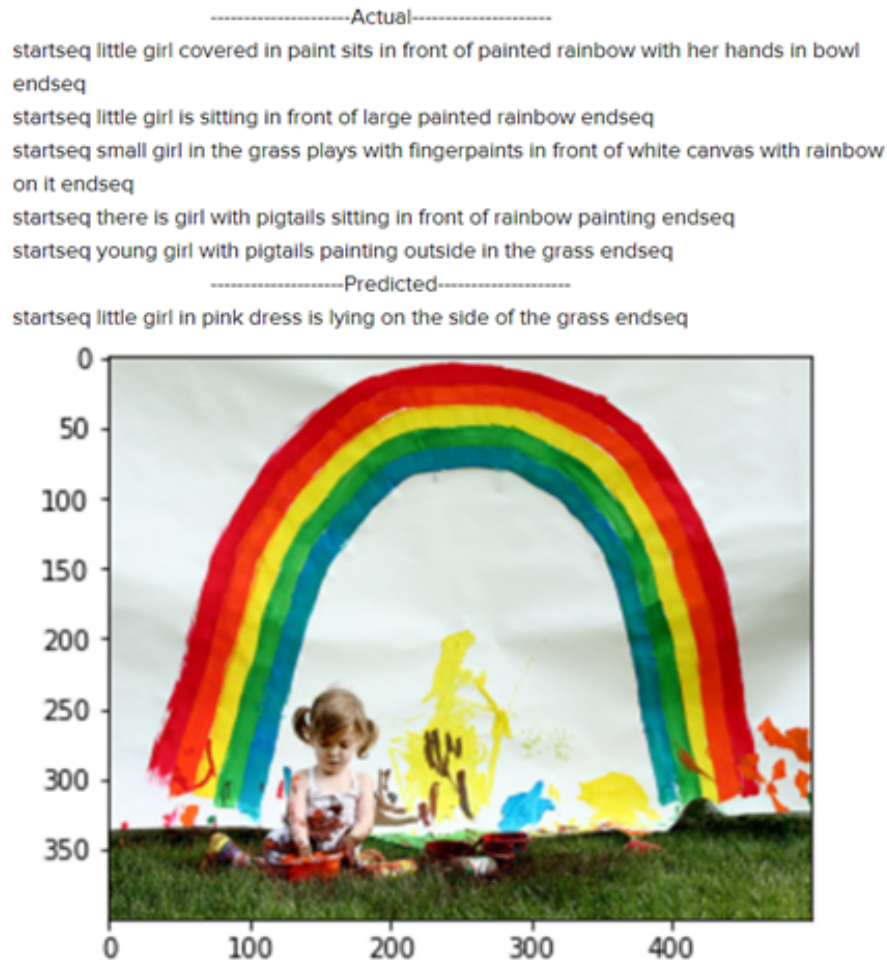 ----------------------Actual----------------------
startseq little girl covered in paint sits in front of painted rainbow with her hands in bowl
endseq
startseq little girl is sitting in front of large painted rainbow endseq
startseq small girl in the grass plays with fingerpaints in front of white canvas with rainbow
on it endseq
startseq there is girl with pigtails sitting in front of rainbow painting endseq
startseq young girl with pigtails painting outside in the grass endseq
---------------------Predicted---------------------
startseq little girl in pink dress is lying on the side of the grass endseq
0
50
100
150
200
250
300
350
0 100 200 300 400